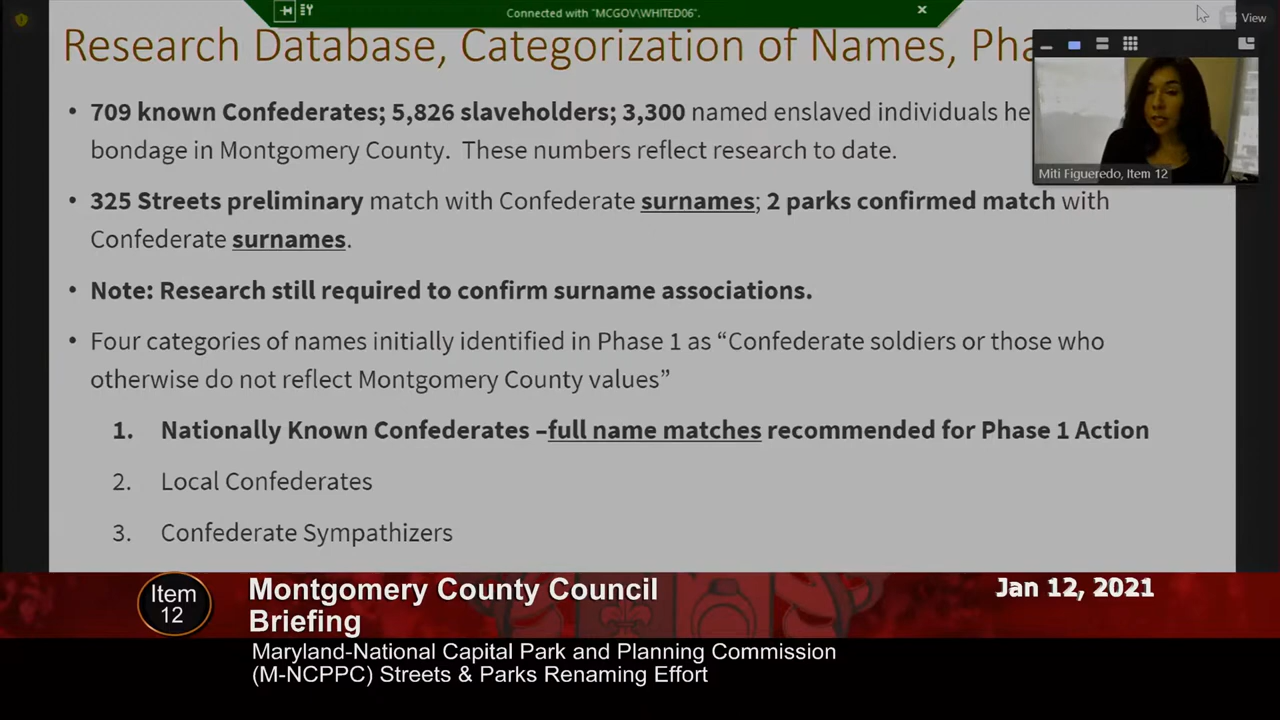 Connected with "MCGOV\WHITED06".
View
Research Database, Categorization of Names, Pha
• 709 known Confederates; 5,826 slaveholders; 3,300 named enslaved individuals he
bondage in Montgomery County. These numbers reflect research to date.
Miti Figueredo, Item 12
• 325 Streets preliminary match with Confederate surnames; 2 parks confirmed match with
Confederate surnames.
• Note: Research still required to confirm surname associations.
• Four categories of names initially identified in Phase 1 as “Confederate soldiers or those who
otherwise do not reflect Montgomery County values”
1. Nationally Known Confederates –full name matches recommended for Phase 1 Action
2. Local Confederates
3. Confederate Sympathizers
Item
12
Montgomery County Council
Briefing
Jan 12, 2021
Maryland-National Capital Park and Planning Commission
(M-NCPPC) Streets & Parks Renaming Effort